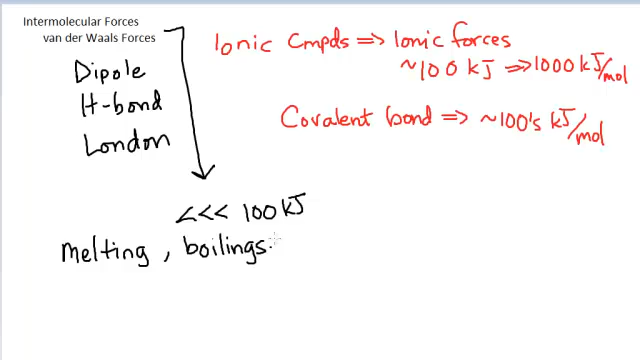 Intermolecular Forces
van der Waals Forces
Dipole
H-bond
London
<<< 100 kJ
melting, boilings
Ionic Cmpds => Ionic forces
~100 kJ => 1000 kJ/mol
Covalent bond => ~100's kJ/mol